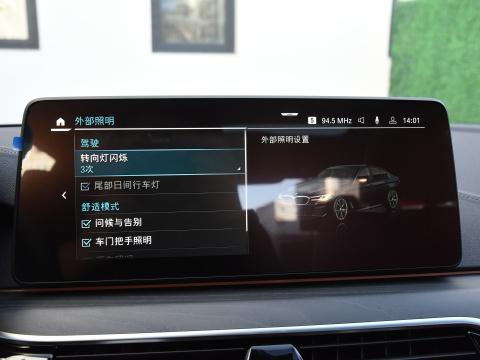 外部照明
S 94.5 MHz 14:01
驾驶
转向灯闪烁
3次
尾部日间行车灯
舒适模式
问候与告别
车门把手照明
外部照明设置